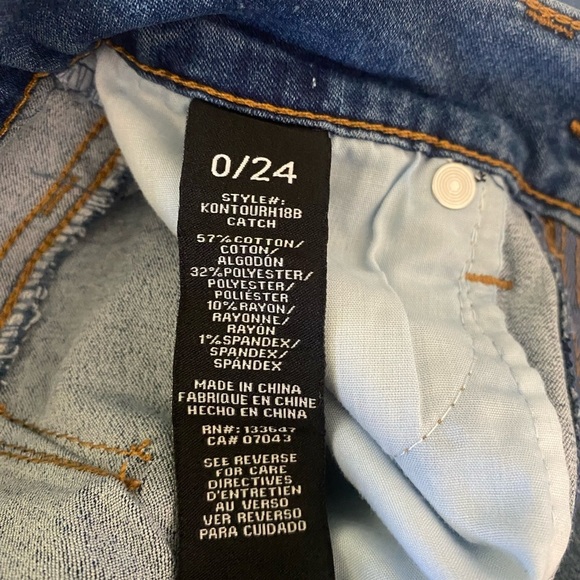 0/24
STYLE#:
KONTOURH18B
CATCH
57%COTTON/
COTON/
ALGODÓN
32%POLYESTER/
POLYESTER/
POLIÉSTER
10%RAYON/
RAYONNE/
RAYÓN
1%SPANDEX/
SPANDEX/
SPÁNDEX
MADE IN CHINA
FABRIQUE EN CHINE
HECHO EN CHINA
RN#: 133647
CA# 07043
SEE REVERSE
FOR CARE
DIRECTIVES
D'ENTRETIEN
AU VERSO
VER REVERSO
PARA CUIDADO